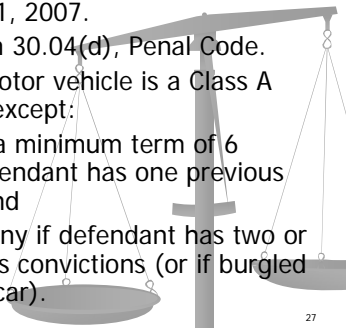 1, 2007.
30.04(d), Penal Code.
otor vehicle is a Class A
except:
a minimum term of 6
fendant has one previous
nd
ny if defendant has two or
s convictions (or if burgled
car).
27